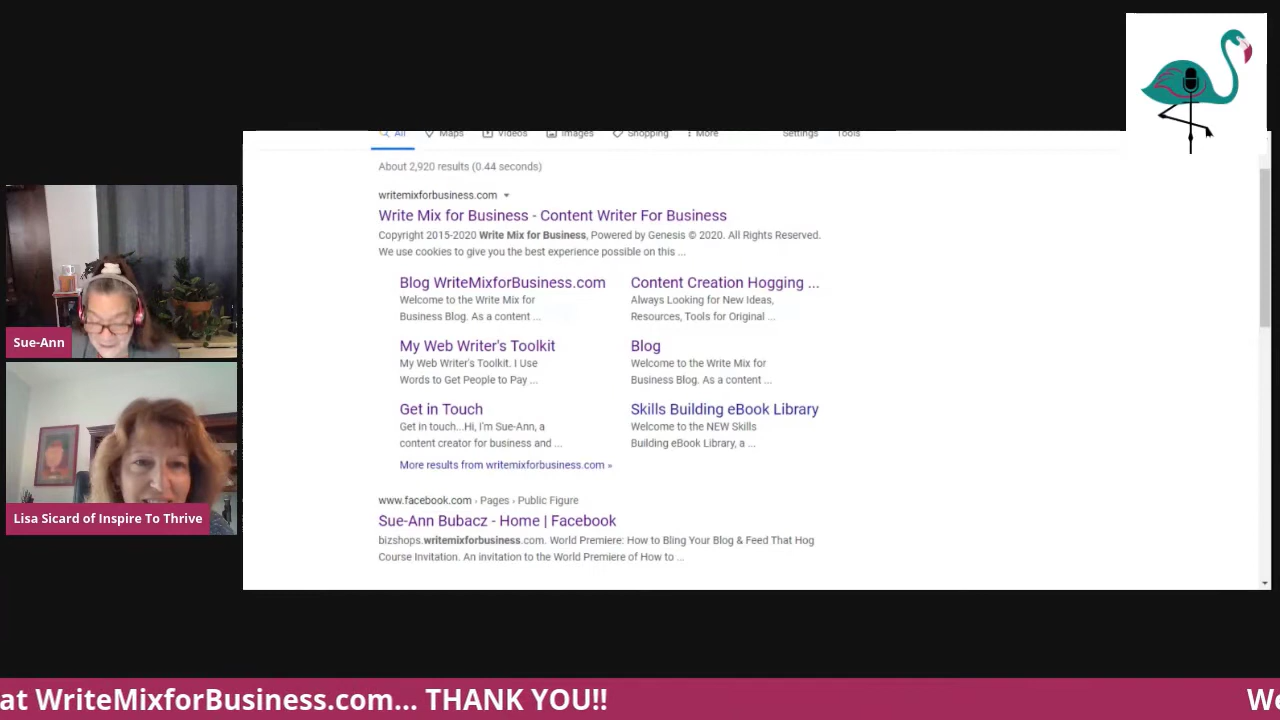 All Maps Videos Images Shopping More Settings Tools
About 2,920 results (0.44 seconds)
writemixforbusiness.com
Write Mix for Business - Content Writer For Business
Copyright 2015-2020 Write Mix for Business, Powered by Genesis © 2020. All Rights Reserved.
We use cookies to give you the best experience possible on this ...
Blog WriteMixforBusiness.com
Welcome to the Write Mix for
Business Blog. As a content ...
Content Creation Hogging ...
Always Looking for New Ideas,
Resources, Tools for Original ...
My Web Writer's Toolkit
My Web Writer's Toolkit. I Use
Words to Get People to Pay ...
Blog
Welcome to the Write Mix for
Business Blog. As a content ...
Get in Touch
Get in touch...Hi, I'm Sue-Ann, a
content creator for business and ...
Skills Building eBook Library
Welcome to the NEW Skills
Building eBook Library, a ...
More results from writemixforbusiness.com »
www.facebook.com › Pages › Public Figure
Sue-Ann Bubacz - Home | Facebook
bizshops.writemixforbusiness.com. World Premiere: How to Bling Your Blog & Feed That Hog
Course Invitation. An invitation to the World Premiere of How to ...
Sue-Ann
Lisa Sicard of Inspire To Thrive
at WriteMixforBusiness.com... THANK YOU!!